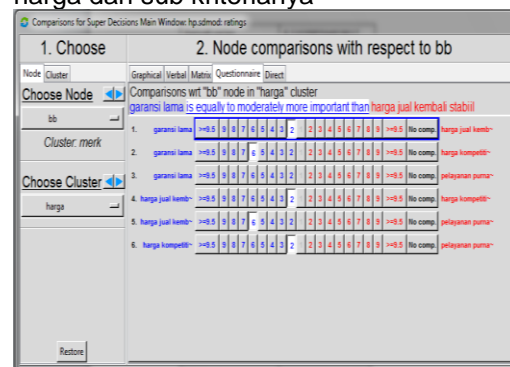 harga dan sub kriterianya
Comparisons for Super Decisions Main Window: hp.sdmod: ratings
1. Choose
2. Node comparisons with respect to bb
Node Cluster
Graphical Verbal Matrix Questionnaire Direct
Choose Node
bb
Cluster: merk
Choose Cluster
harga
Restore
Comparisons wrt "bb" node in "harga" cluster
garansi lama is equally to moderately more important than harga jual kembali stabiil
1. garansi lama >=9.5 9 8 7 6 5 4 3 2 2 3 4 5 6 7 8 9 >=9.5 No comp. harga jual kemb~
2. garansi lama >=9.5 9 8 7 6 5 4 3 2 2 3 4 5 6 7 8 9 >=9.5 No comp. harga kompetiti~
3. garansi lama >=9.5 9 8 7 6 5 4 3 2 2 3 4 5 6 7 8 9 >=9.5 No comp. pelayanan purna~
4. harga jual kemb~ >=9.5 9 8 7 6 5 4 3 2 2 3 4 5 6 7 8 9 >=9.5 No comp. harga kompetiti~
5. harga jual kemb~ >=9.5 9 8 7 6 5 4 3 2 2 3 4 5 6 7 8 9 >=9.5 No comp. pelayanan purna~
6. harga kompetiti~ >=9.5 9 8 7 6 5 4 3 2 2 3 4 5 6 7 8 9 >=9.5 No comp. pelayanan purna~